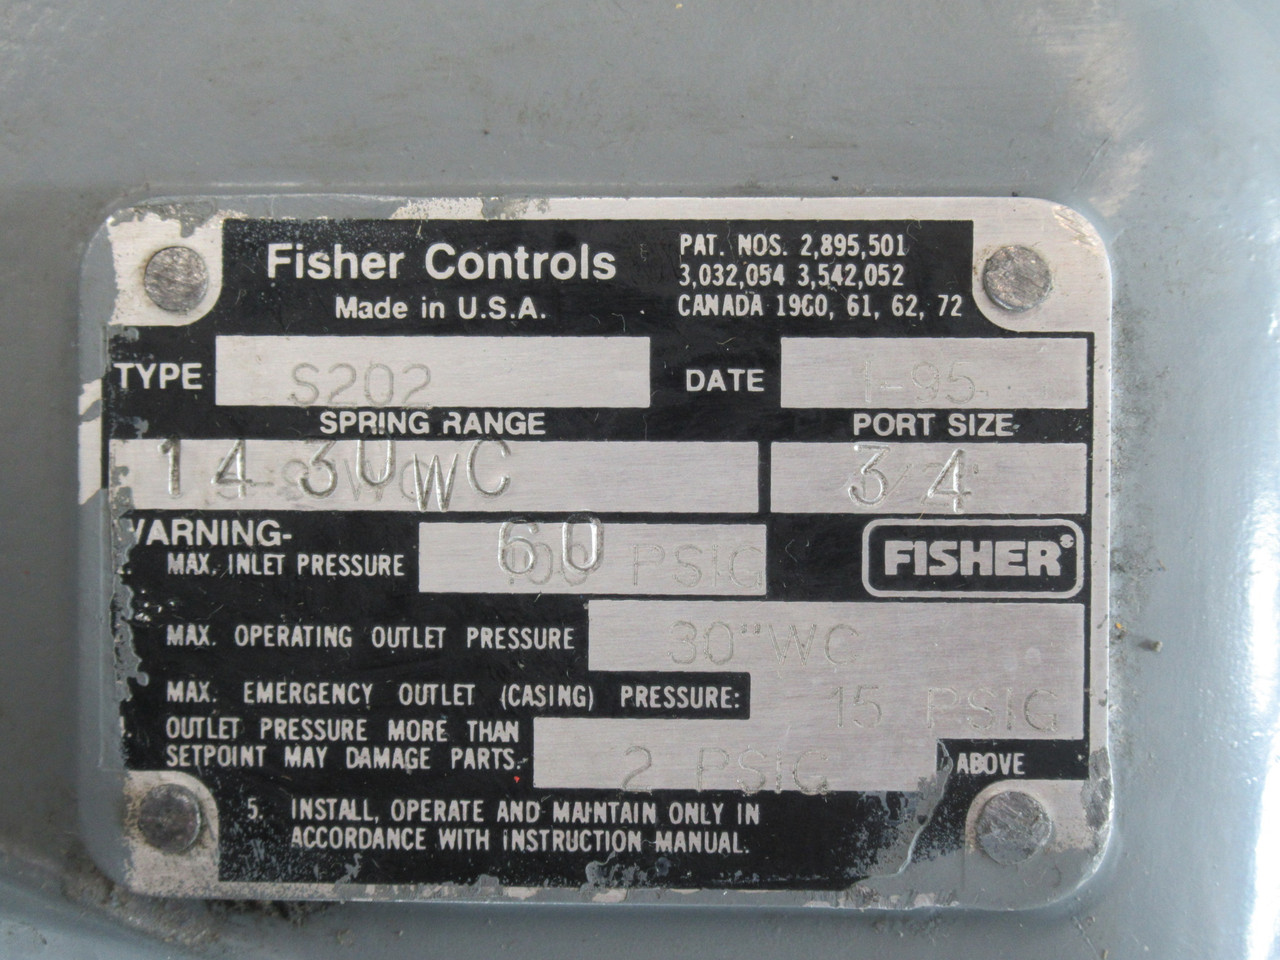 Fisher Controls
Made in U.S.A.
PAT. NOS. 2,895,501
3,032,054 3,542,052
CANADA 1960, 61, 62, 72
TYPE S202
DATE 1-95
SPRING RANGE
14 30 WC
PORT SIZE
3/4
WARNING-
MAX. INLET PRESSURE 60 PSIG
FISHER®
MAX. OPERATING OUTLET PRESSURE 30"WC
MAX. EMERGENCY OUTLET (CASING) PRESSURE: 15 PSIG
OUTLET PRESSURE MORE THAN 2 PSIG ABOVE
SETPOINT MAY DAMAGE PARTS.
5. INSTALL, OPERATE AND MAINTAIN ONLY IN
ACCORDANCE WITH INSTRUCTION MANUAL.